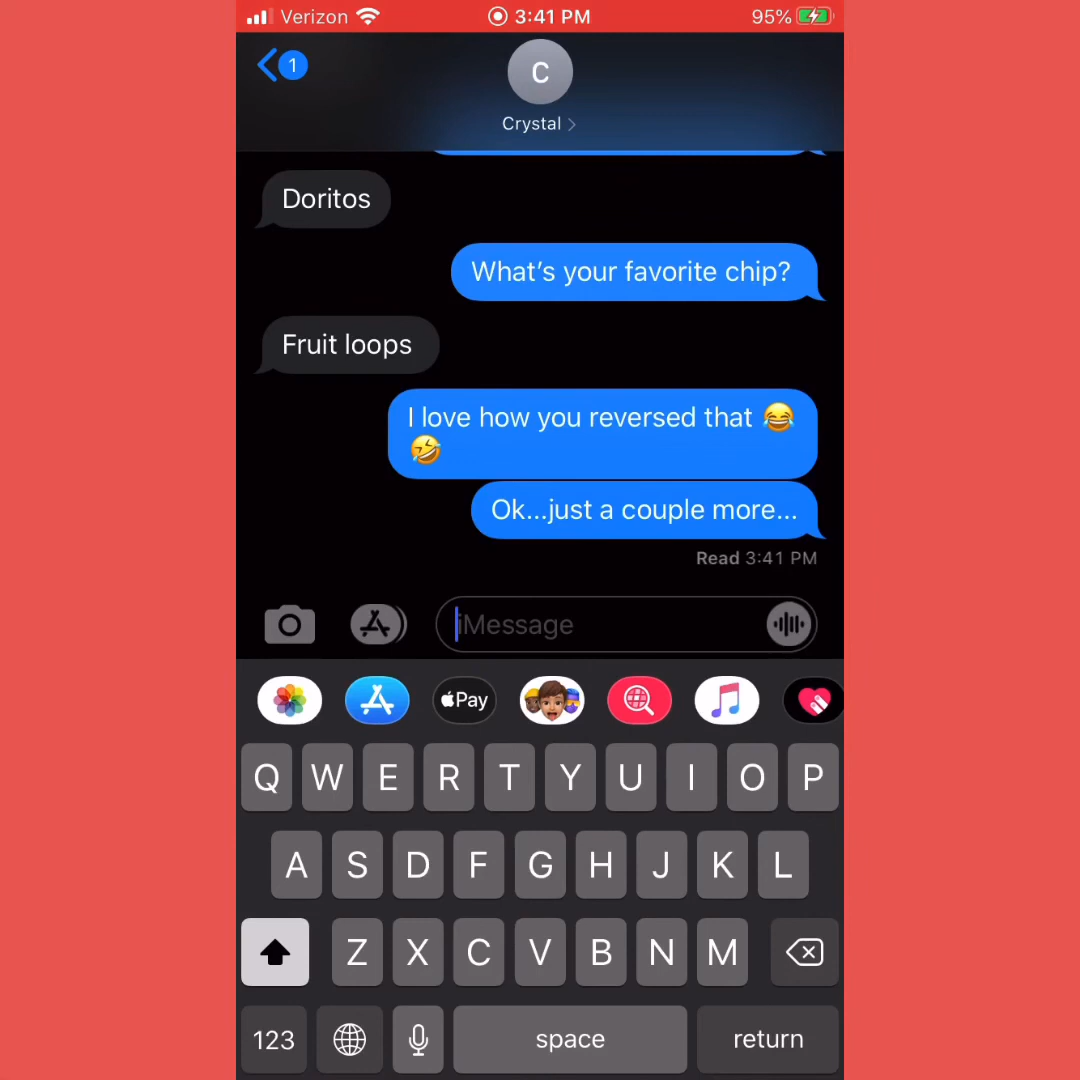 Verizon 3:41 PM 95%
1
C
Crystal
Doritos
What's your favorite chip?
Fruit loops
I love how you reversed that 😂
🤣
Ok...just a couple more...
Read 3:41 PM
iMessage
Pay
Q W E R T Y U I O P
A S D F G H J K L
Z X C V B N M
123 space return